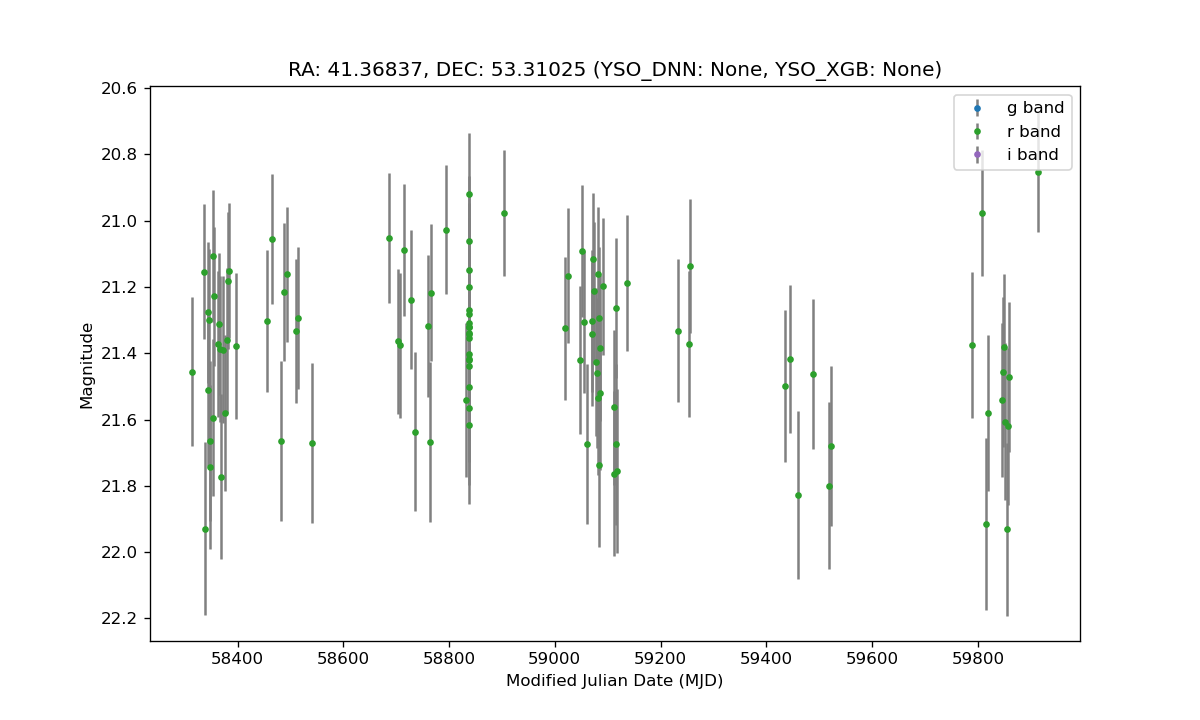 RA: 41.36837, DEC: 53.31025 (YSO_DNN: None, YSO_XGB: None)
g band
r band
i band
20.6
20.8
21.0
21.2
21.4
21.6
21.8
22.0
22.2
Magnitude
58400
58600
58800
59000
59200
59400
59600
59800
Modified Julian Date (MJD)